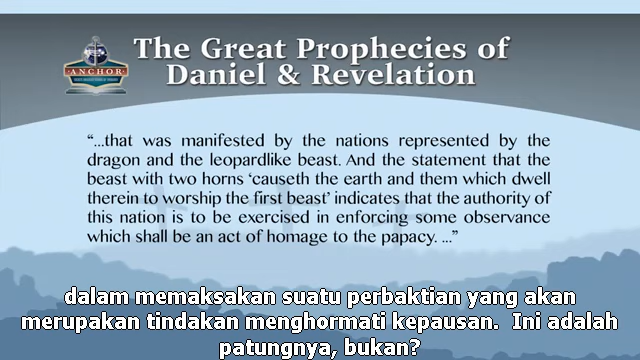 ANCHOR
The Great Prophecies of
Daniel & Revelation
“...that was manifested by the nations represented by the
dragon and the leopardlike beast. And the statement that the
beast with two horns ‘causeth the earth and them which dwell
therein to worship the first beast’ indicates that the authority of
this nation is to be exercised in enforcing some observance
which shall be an act of homage to the papacy. ...”
dalam memaksakan suatu perbaktian yang akan
merupakan tindakan menghormati kepausan.  Ini adalah
patungnya, bukan?